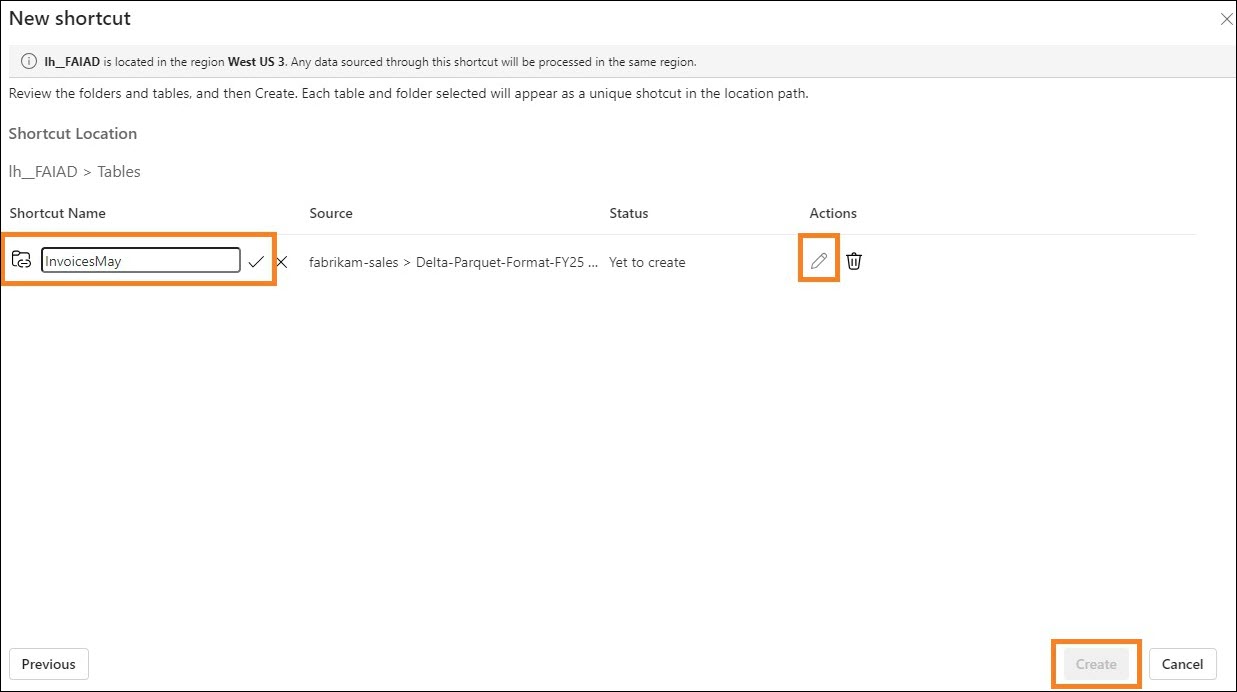 New shortcut
lh__FAIAD is located in the region West US 3. Any data sourced through this shortcut will be processed in the same region.
Review the folders and tables, and then Create. Each table and folder selected will appear as a unique shotcut in the location path.
Shortcut Location
lh__FAIAD > Tables
Shortcut Name Source Status Actions
InvoicesMay fabrikam-sales > Delta-Parquet-Format-FY25 ... Yet to create
Previous Create Cancel